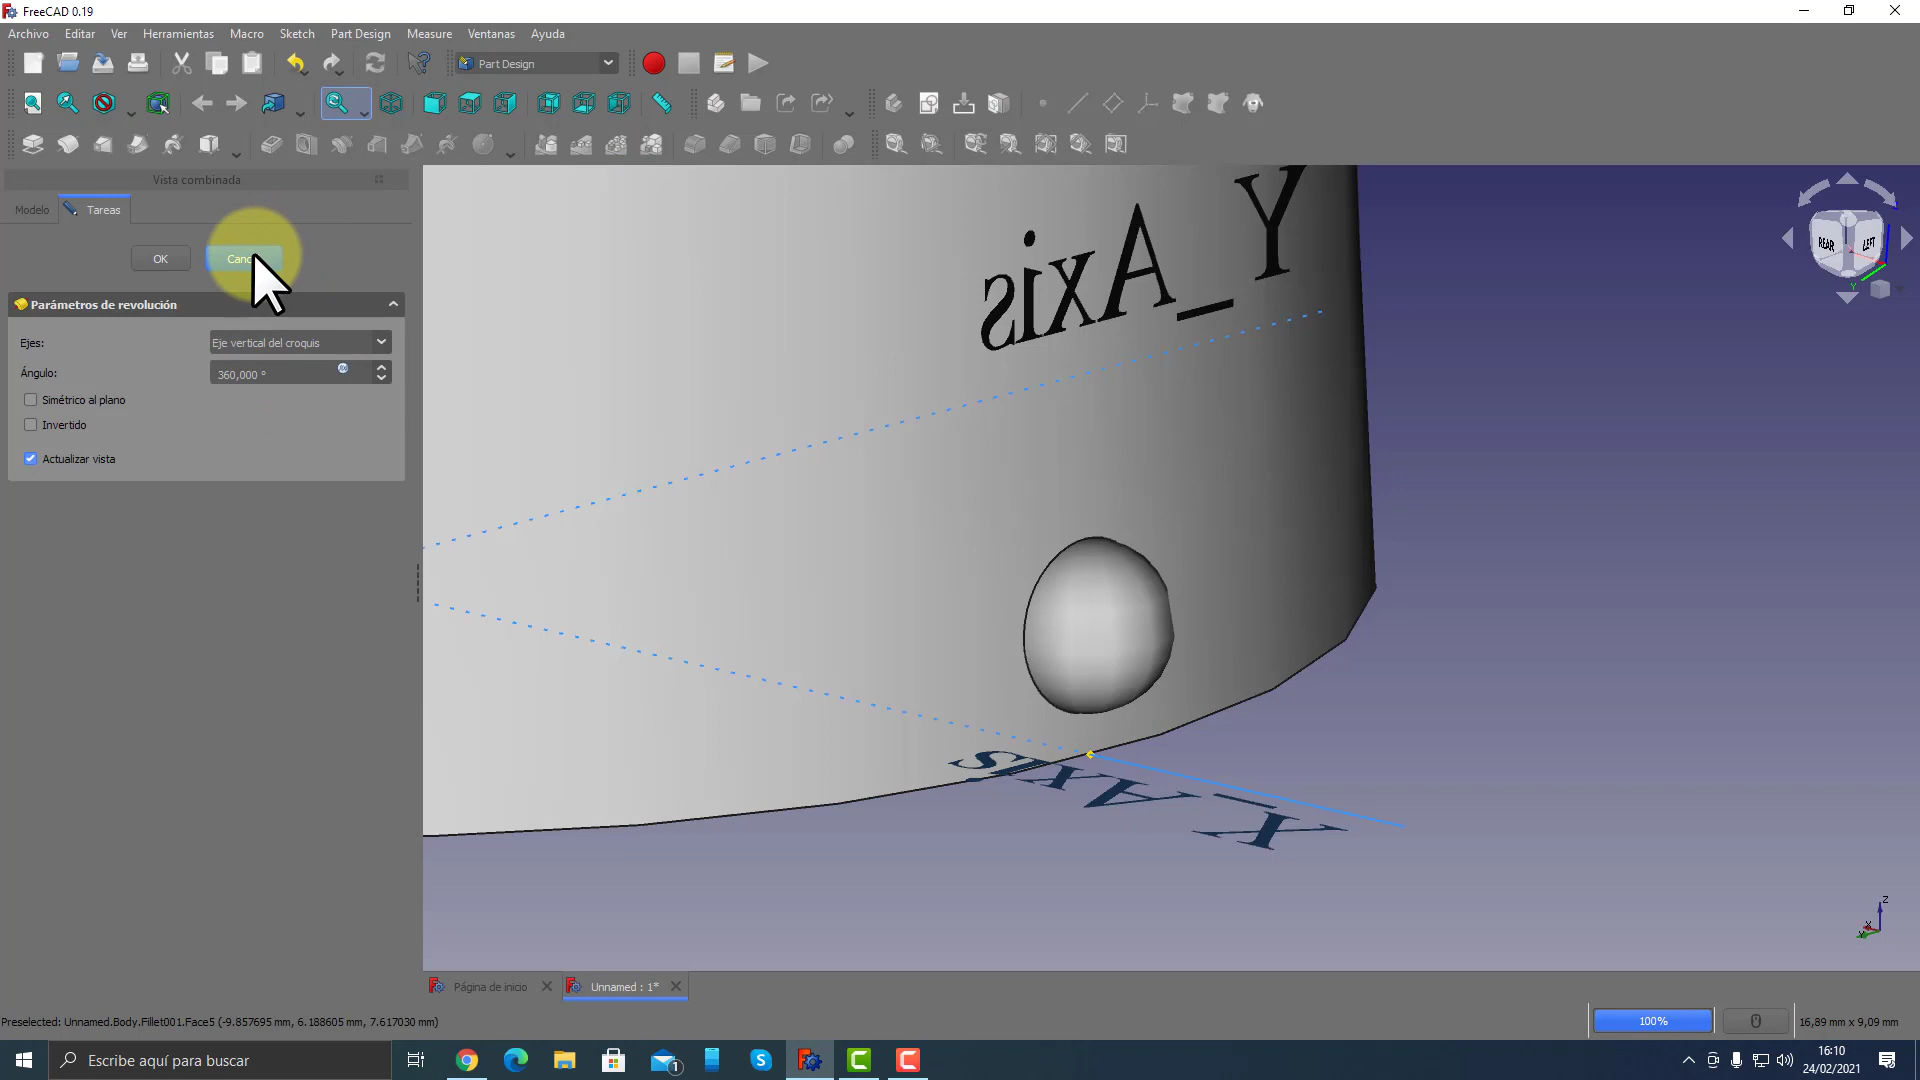 FreeCAD 0.19
Archivo Editar Ver Herramientas Macro Sketch Part Design Measure Ventanas Ayuda
Part Design
Vista combinada
Modelo Tareas
OK
Parámetros de revolución
Ejes: Eje vertical del croquis
Ángulo: 360,000 °
Simétrico al plano
Invertido
Actualizar vista
Y_Axis
X_Axis
REAR LEFT
Y
Z
X
Y
Página de inicio
Unnamed : 1*
Preselected: Unnamed.Body.Fillet001.Face5 (-9.857695 mm, 6.188605 mm, 7.617030 mm)
100%
16,89 mm x 9,09 mm
Escribe aquí para buscar
1
16:10
24/02/2021